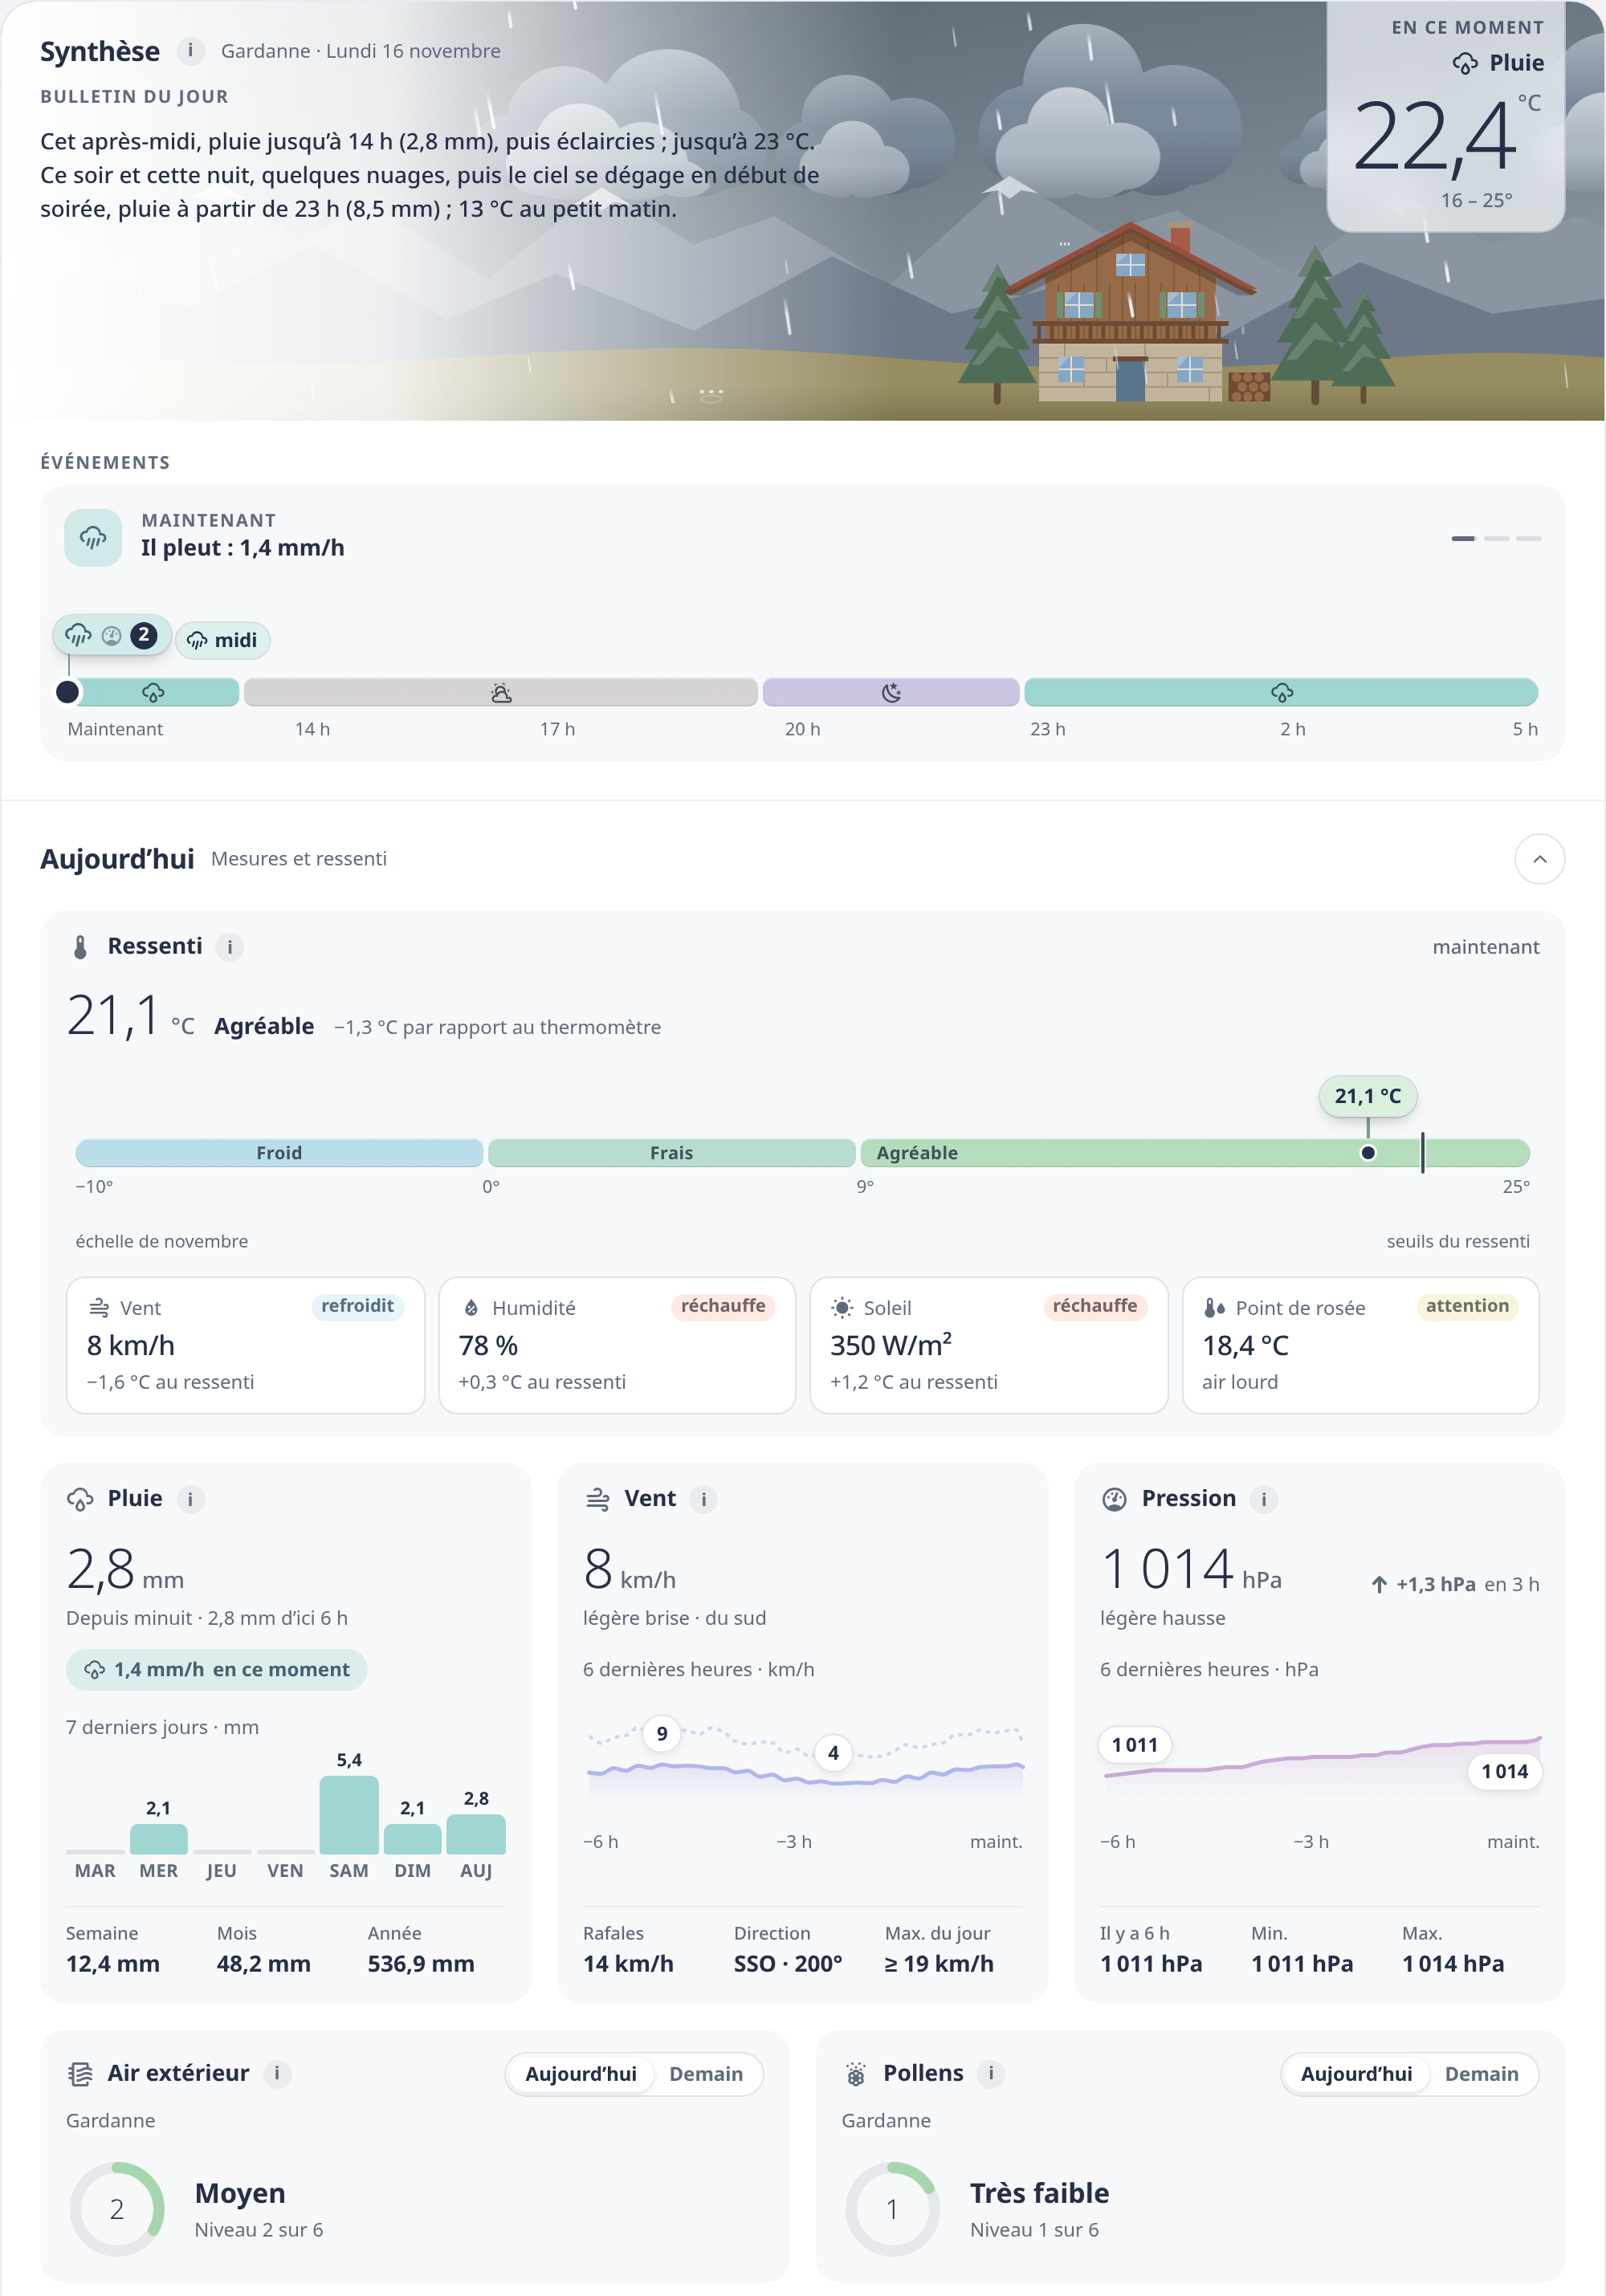 Synthèse i Gardanne · Lundi 16 novembre
BULLETIN DU JOUR
Cet après-midi, pluie jusqu’à 14 h (2,8 mm), puis éclaircies ; jusqu’à 23 °C.
Ce soir et cette nuit, quelques nuages, puis le ciel se dégage en début de
soirée, pluie à partir de 23 h (8,5 mm) ; 13 °C au petit matin.
EN CE MOMENT
Pluie
22,4 °C
16 – 25°
ÉVÉNEMENTS
MAINTENANT
Il pleut : 1,4 mm/h
2 midi
Maintenant 14 h 17 h 20 h 23 h 2 h 5 h
Aujourd’hui Mesures et ressenti
Ressenti i maintenant
21,1 °C Agréable −1,3 °C par rapport au thermomètre
21,1 °C
Froid Frais Agréable
−10° 0° 9° 25°
échelle de novembre seuils du ressenti
Vent refroidit
8 km/h
−1,6 °C au ressenti
Humidité réchauffe
78 %
+0,3 °C au ressenti
Soleil réchauffe
350 W/m²
+1,2 °C au ressenti
Point de rosée attention
18,4 °C
air lourd
Pluie i
2,8 mm
Depuis minuit · 2,8 mm d’ici 6 h
1,4 mm/h en ce moment
7 derniers jours · mm
5,4
2,1 2,1 2,8
MAR MER JEU VEN SAM DIM AUJ
Semaine Mois Année
12,4 mm 48,2 mm 536,9 mm
Vent i
8 km/h
légère brise · du sud
6 dernières heures · km/h
9 4
−6 h −3 h maint.
Rafales Direction Max. du jour
14 km/h SSO · 200° ≥ 19 km/h
Pression i
1 014 hPa +1,3 hPa en 3 h
légère hausse
6 dernières heures · hPa
1 011
1 014
−6 h −3 h maint.
Il y a 6 h Min. Max.
1 011 hPa 1 011 hPa 1 014 hPa
Air extérieur i Aujourd’hui Demain
Gardanne
2 Moyen
Niveau 2 sur 6
Pollens i Aujourd’hui Demain
Gardanne
1 Très faible
Niveau 1 sur 6